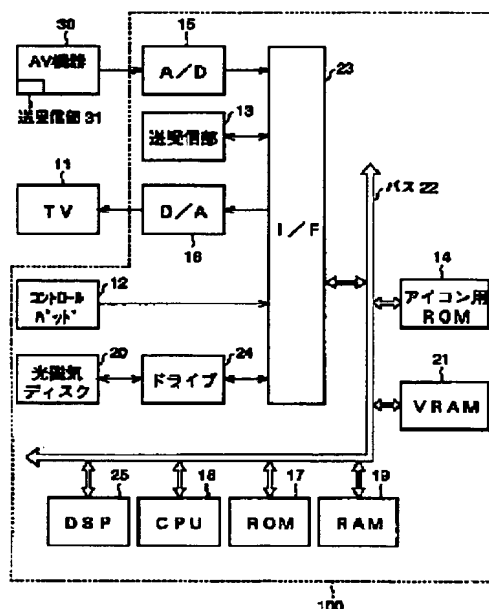 30
AV機器
送受信部 31
15
A/D
23
13
送受信部
11
TV
D/A
16
I/F
バス 22
12
コントロール
パッド
14
アイコン用
ROM
20
光磁気
ディスク
24
ドライブ
21
VRAM
25
DSP
18
CPU
17
ROM
19
RAM
100